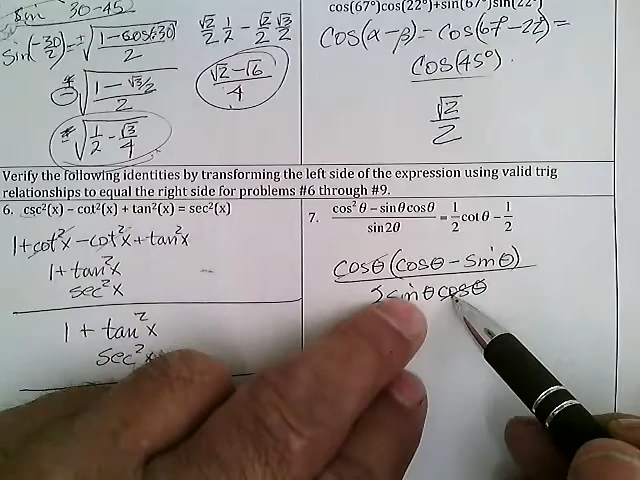 sin 30-45
sin(-30/2) = ±√(1-cos630/2)
√2/2 1/2 - √2/2 √3/2
√2-√6/4
√(1-√3/2/2)
√(1/2-√3/4)
cos(67°)cos(22°)+sin(67°)sin(22°)
cos(α-β)-cos(67-22)=
cos(45°).
√2/2
Verify the following identities by transforming the left side of the expression using valid trig
relationships to equal the right side for problems #6 through #9.
6. csc²(x) – cot²(x) + tan²(x) = sec²(x)
1+cot²x-cot²x+tan²x
1+tan²x
sec²x
1 + tan²x
sec²x
7. cos²θ – sinθcosθ / sin2θ = 1/2 cotθ – 1/2
cosθ(cosθ - sinθ)
2sinθcosθ